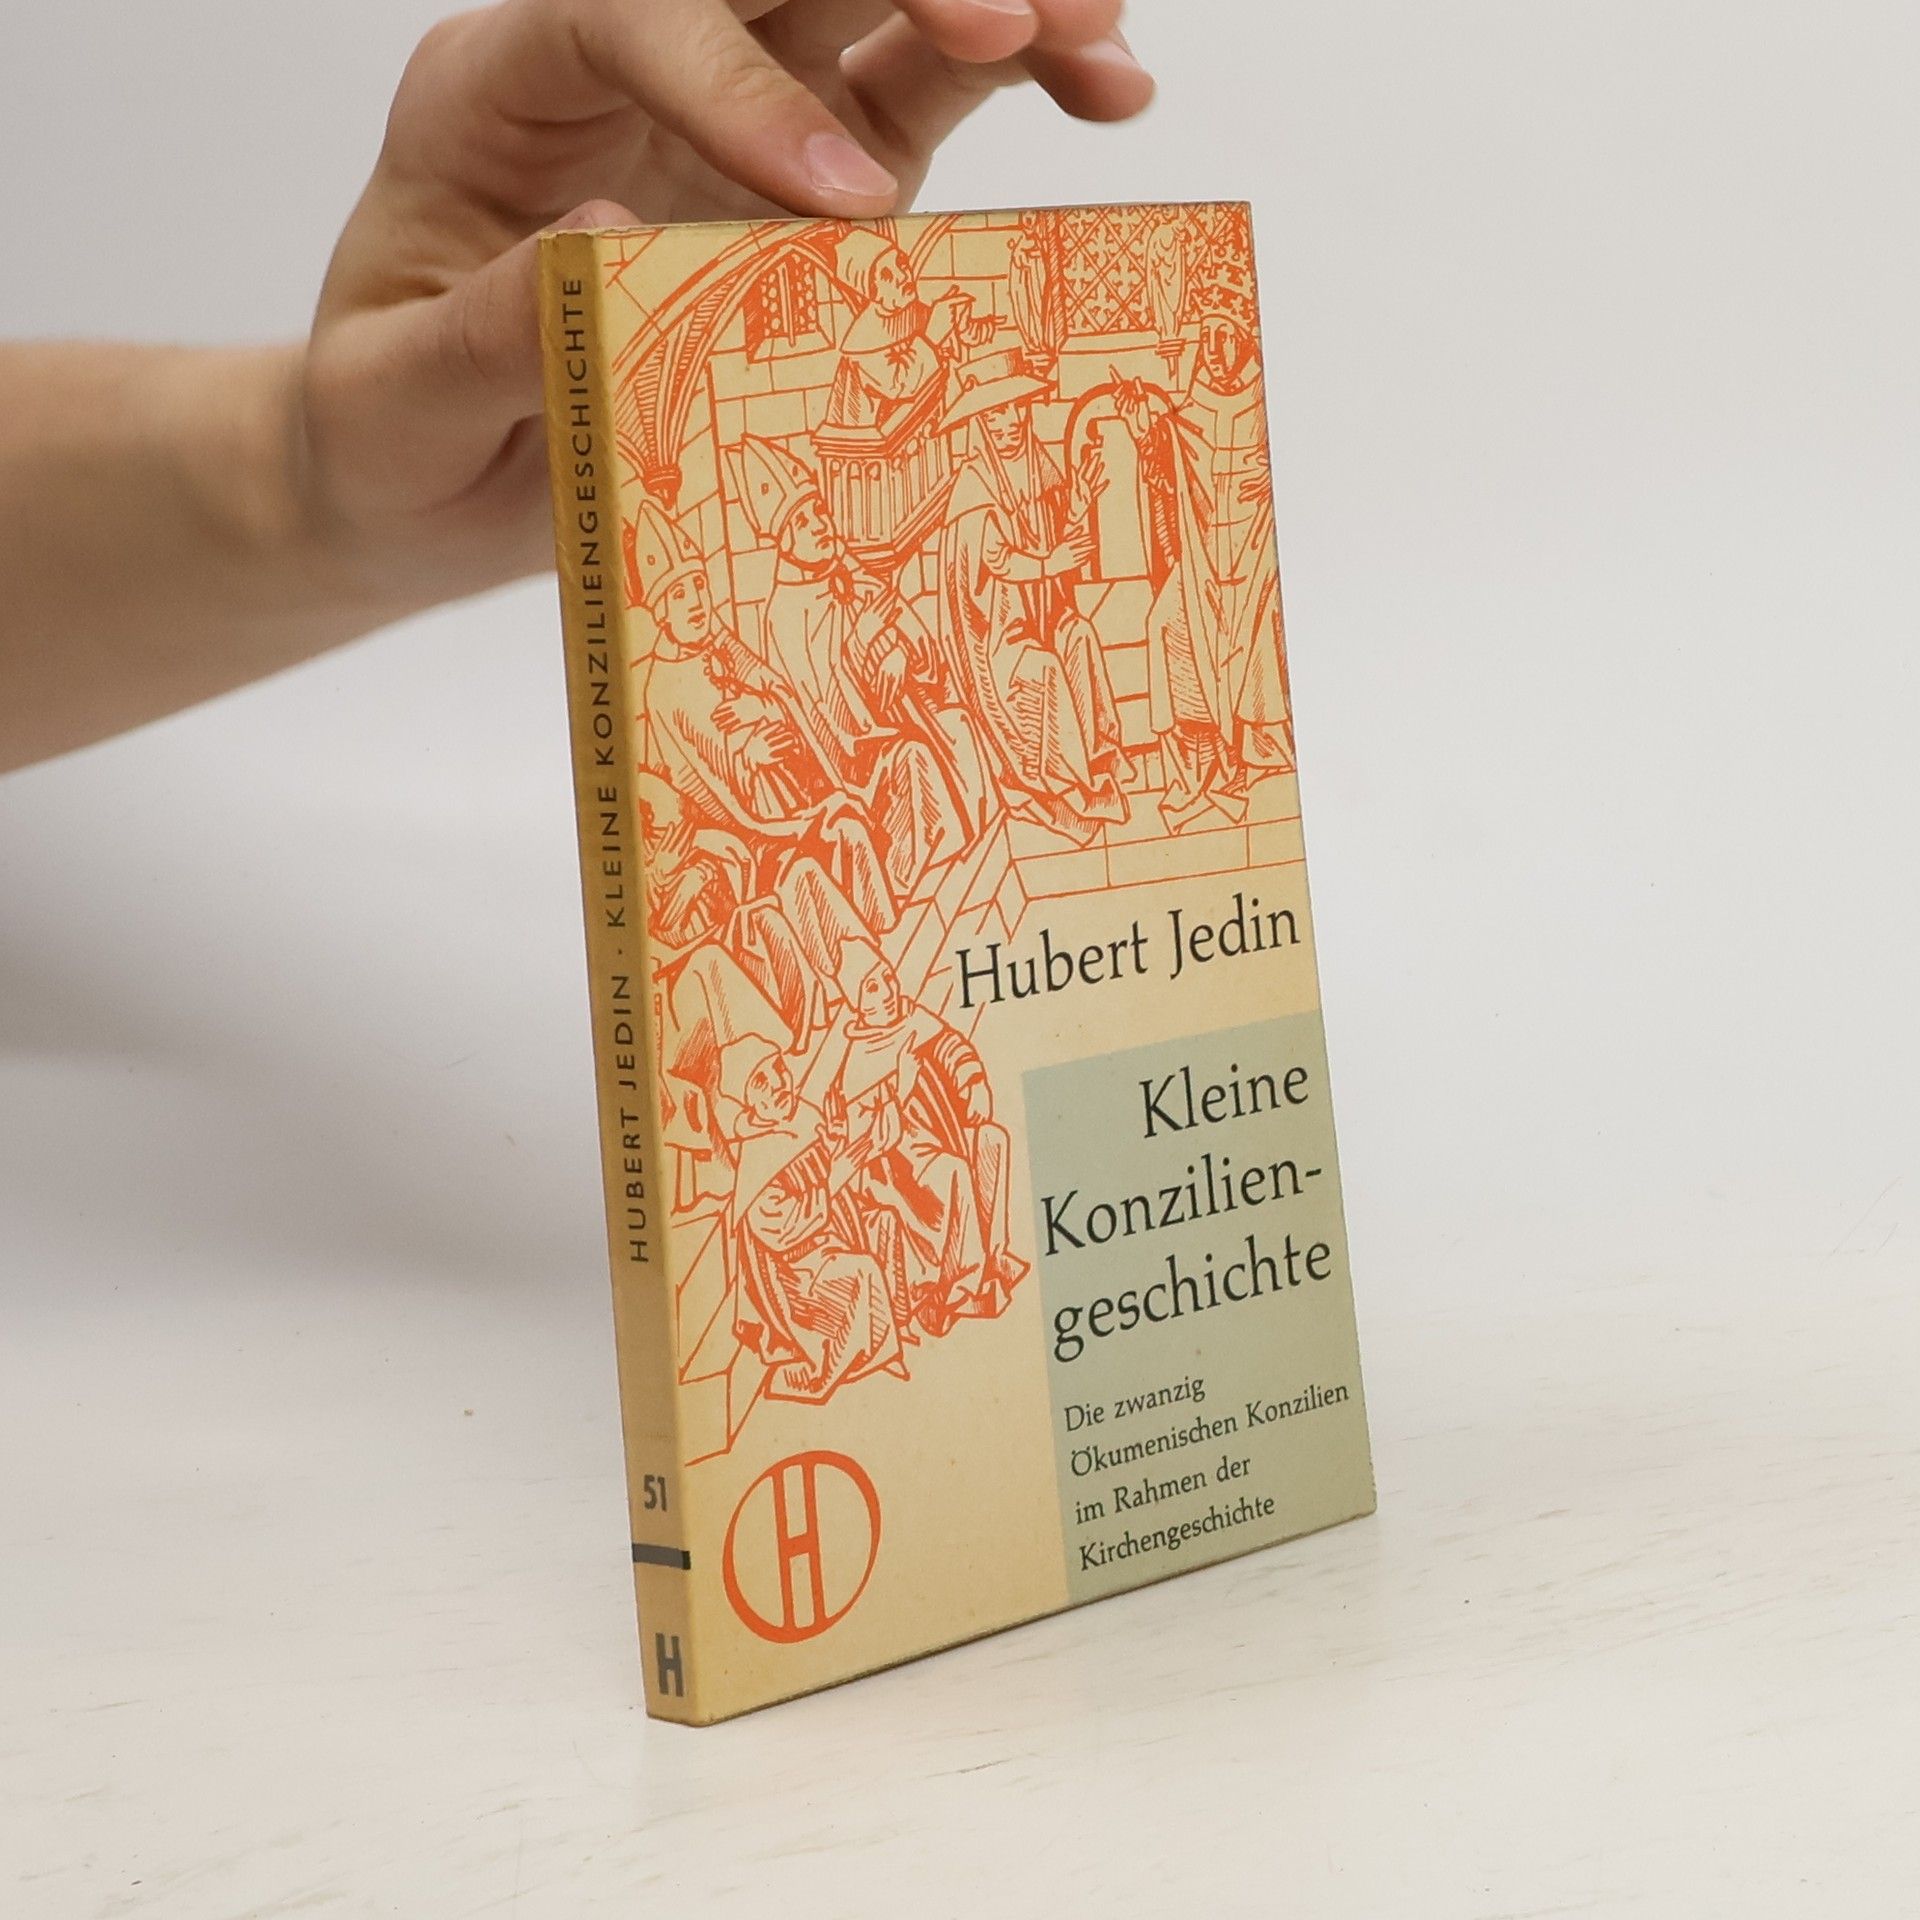 HUBERT JEDIN · KLEINE KONZILIENGESCHICHTE
51
H
Hubert Jedin
Kleine
Konzilien-
geschichte
Die zwanzig
Ökumenischen Konzilien
im Rahmen der
Kirchengeschichte
H